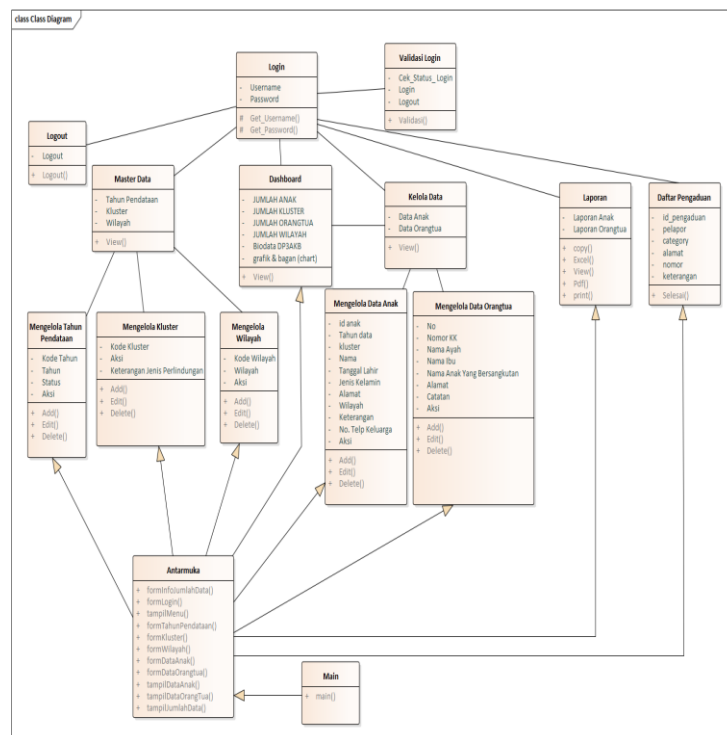 class Class Diagram
Login
- Username
- Password
# Get_Username()
# Get_Password()
Validasi Login
- Cek_Status_ Login
- Login
- Logout
+ Validasi()
Logout
- Logout
+ Logout()
Master Data
- Tahun Pendataan
- Kluster
- Wilayah
+ View()
Dashboard
- JUMLAH ANAK
- JUMLAH KLUSTER
- JUMLAH ORANGTUA
- JUMLAH WILAYAH
- Biodata DP3AKB
- grafik & bagan (chart)
+ View()
Kelola Data
- Data Anak
- Data Orangtua
+ View()
Laporan
- Laporan Anak
- Laporan Orangtua
+ copy()
+ Excel()
+ View()
+ Pdf()
+ print()
Daftar Pengaduan
- id_pengaduan
- pelapor
- category
- alamat
- nomor
- keterangan
+ Selesai()
Mengelola Tahun
Pendataan
- Kode Tahun
- Tahun
- Status
- Aksi
+ Add()
+ Edit()
+ Delete()
Mengelola Kluster
- Kode Kluster
- Aksi
- Keterangan Jenis Perlindungan
+ Add()
+ Edit()
+ Delete()
Mengelola
Wilayah
- Kode Wilayah
- Wilayah
- Aksi
+ Add()
+ Edit()
+ Delete()
Mengelola Data Anak
- id anak
- Tahun data
- kluster
- Nama
- Tanggal Lahir
- Jenis Kelamin
- Alamat
- Wilayah
- Keterangan
- No. Telp Keluarga
- Aksi
+ Add()
+ Edit()
+ Delete()
Mengelola Data Orangtua
- No
- Nomor KK
- Nama Ayah
- Nama Ibu
- Nama Anak Yang Bersangkutan
- Alamat
- Catatan
- Aksi
+ Add()
+ Edit()
+ Delete()
Antarmuka
+ formInfoJumlahData()
+ formLogin()
+ tampilMenu()
+ formTahunPendataan()
+ formKluster()
+ formWilayah()
+ formDataAnak()
+ formDataOrangtua()
+ tampilDataAnak()
+ tampilDataOrangTua()
+ tampilJumlahData()
Main
+ main()